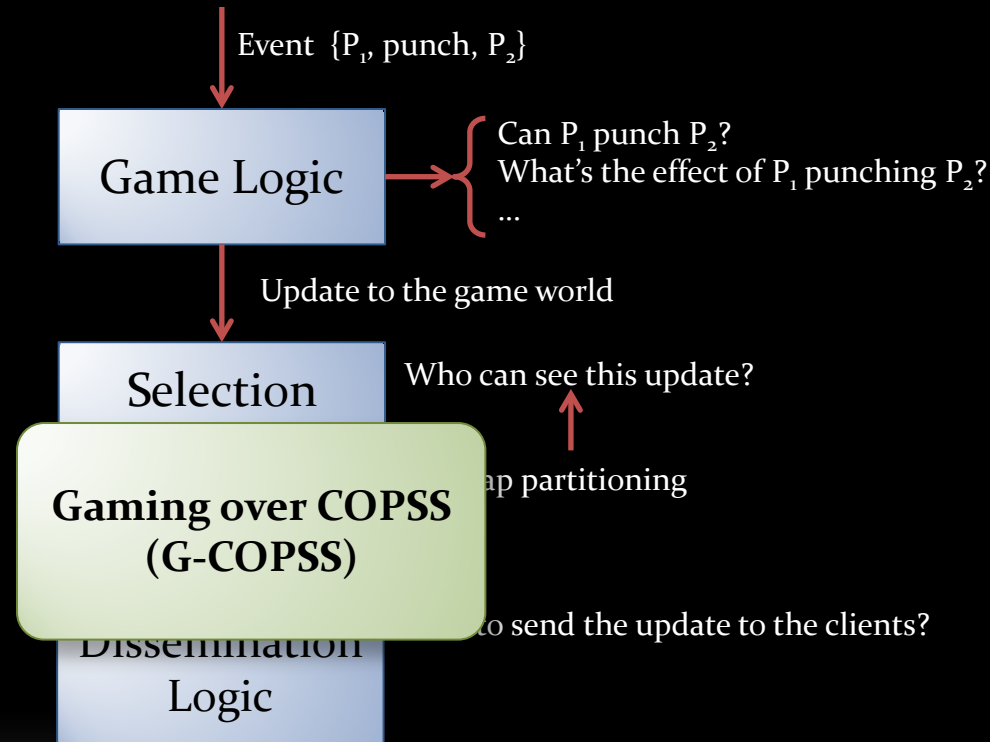 Event {P₁, punch, P₂}
Game Logic
Can P₁ punch P₂?
What's the effect of P₁ punching P₂?
...
Update to the game world
Selection
Who can see this update?
ap partitioning
Gaming over COPSS
(G-COPSS)
to send the update to the clients?
Dissemination
Logic